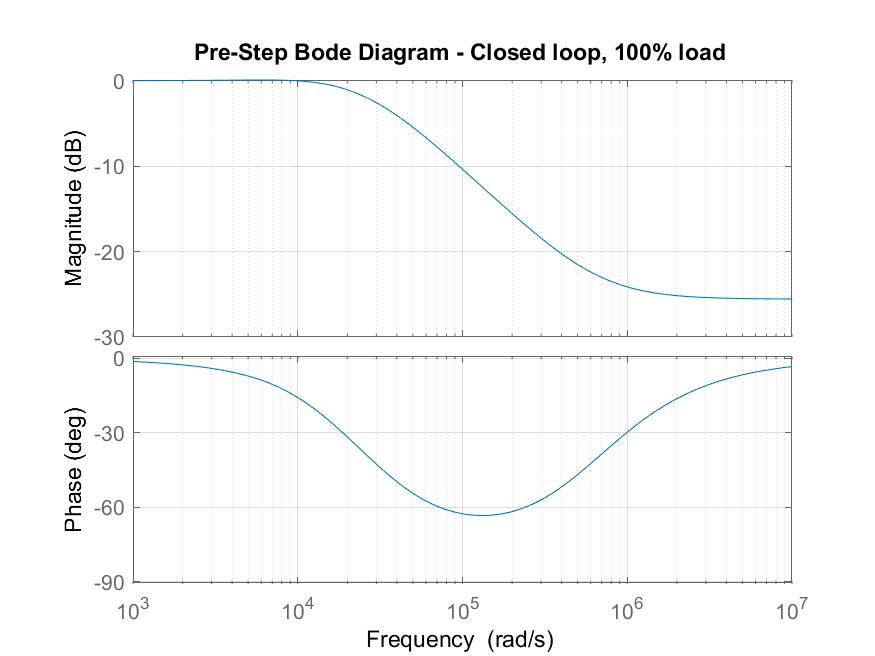 Pre-Step Bode Diagram - Closed loop, 100% load
0
-10
-20
-30
Magnitude (dB)
0
-30
-60
-90
Phase (deg)
10^3 10^4 10^5 10^6 10^7
Frequency (rad/s)